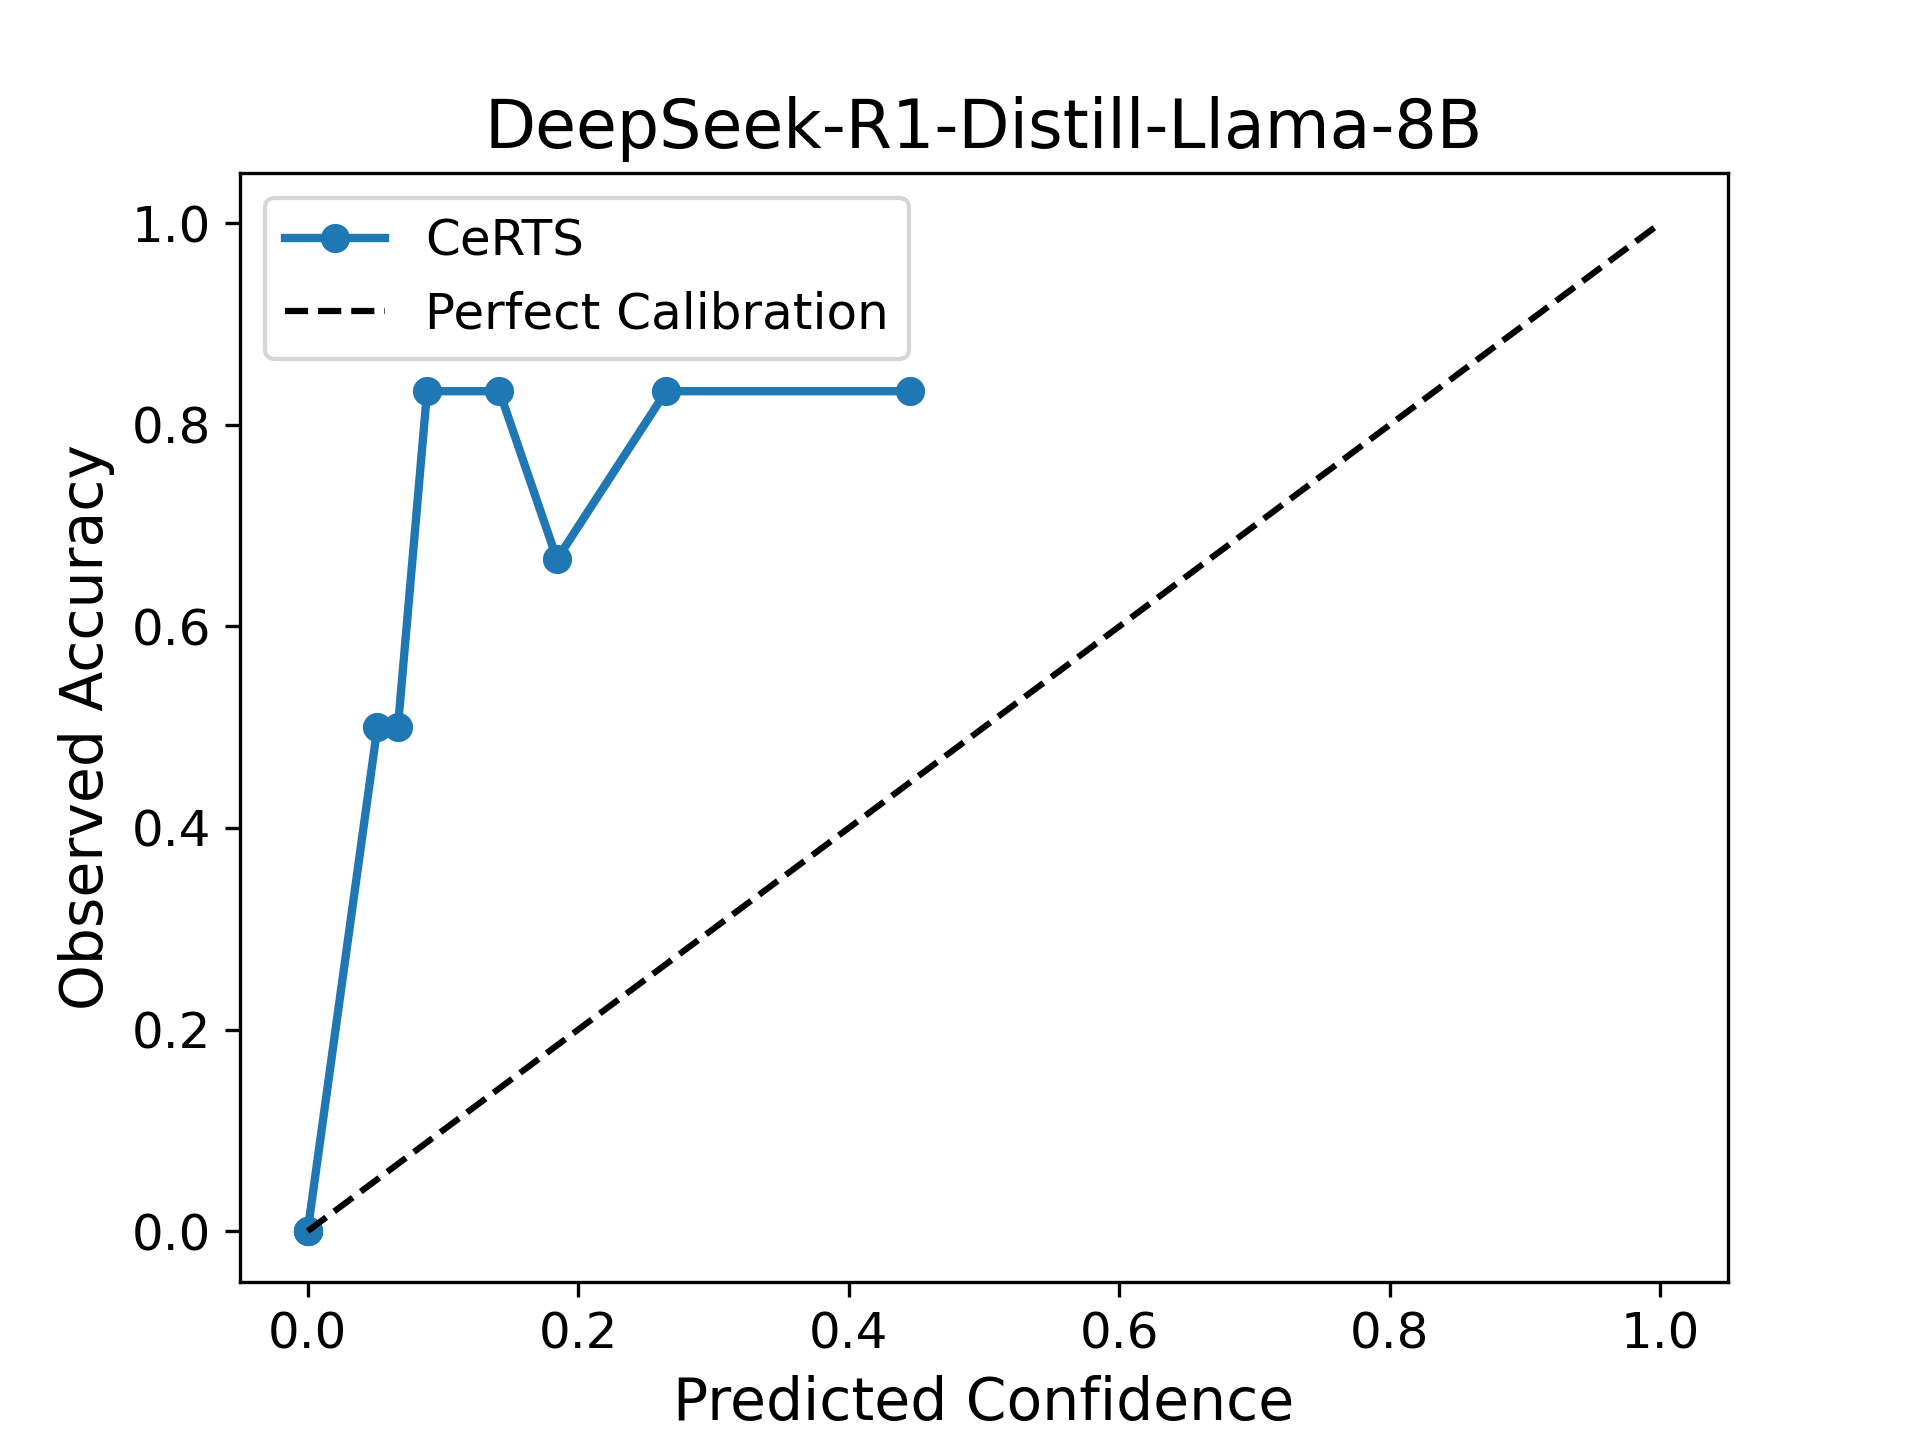 DeepSeek-R1-Distill-Llama-8B
CeRTS
Perfect Calibration
1.0
0.8
0.6
0.4
0.2
0.0
Observed Accuracy
0.0 0.2 0.4 0.6 0.8 1.0
Predicted Confidence